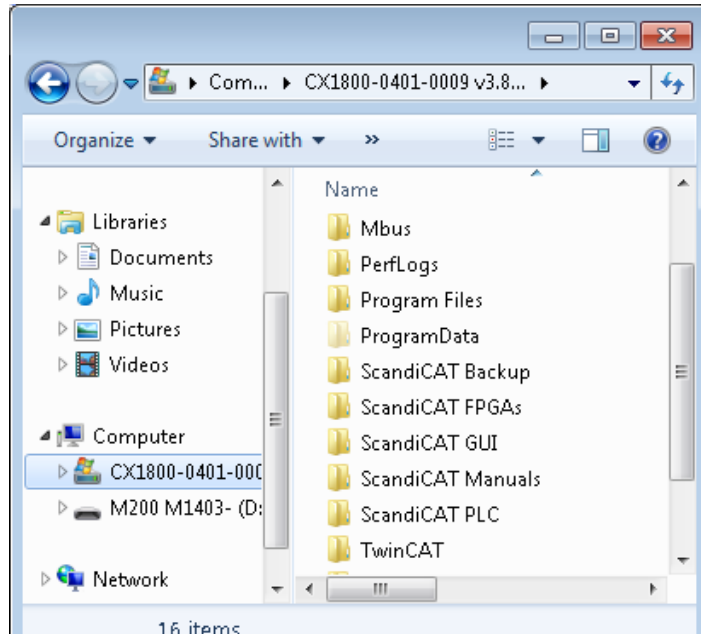 Com... CX1800-0401-0009 v3.8...
Organize Share with »
Name
Libraries
Documents
Music
Pictures
Videos
Computer
CX1800-0401-000
M200 M1403- (D:
Network
Mbus
PerfLogs
Program Files
ProgramData
ScandiCAT Backup
ScandiCAT FPGAs
ScandiCAT GUI
ScandiCAT Manuals
ScandiCAT PLC
TwinCAT
16 items